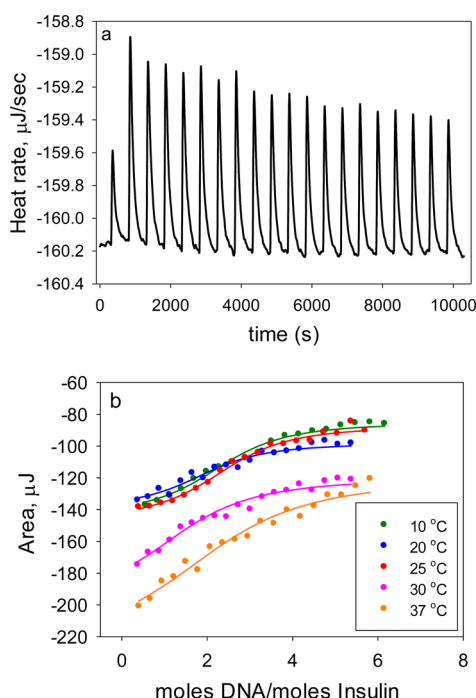 a
Heat rate, µJ/sec
-158.8
-159.0
-159.2
-159.4
-159.6
-159.8
-160.0
-160.2
-160.4
0 2000 4000 6000 8000 10000
time (s)
b
Area, µJ
-60
-80
-100
-120
-140
-160
-180
-200
-220
10 °C
20 °C
25 °C
30 °C
37 °C
0 2 4 6 8
moles DNA/moles Insulin